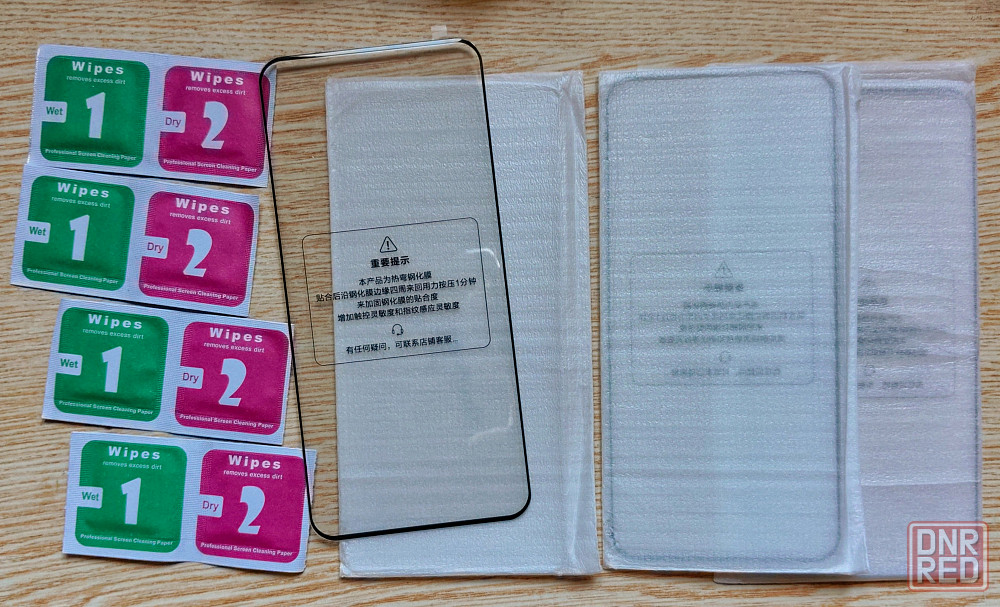 Wipes
removes excess dirt
Wet
1
Professional Screen Cleaning Paper
Wipes
removes excess dirt
Dry
2
Professional Screen Cleaning Paper
Wipes
removes excess dirt
Wet
1
Professional Screen Cleaning Paper
Wipes
removes excess dirt
Dry
2
Professional Screen Cleaning Paper
Wipes
removes excess dirt
Wet
1
Professional Screen Cleaning Paper
Wipes
removes excess dirt
Dry
2
Professional Screen Cleaning Paper
Wipes
removes excess dirt
Wet
1
Professional Screen Cleaning Paper
Wipes
removes excess dirt
Dry
2
Professional Screen Cleaning Paper
重要提示
本产品为热弯钢化膜
贴合后沿钢化膜边缘四周来回用力按压1分钟
来加固钢化膜的贴合度
增加触控灵敏度和指纹感应灵敏度
有任何疑问，可联系店铺客服...
DNR
RED